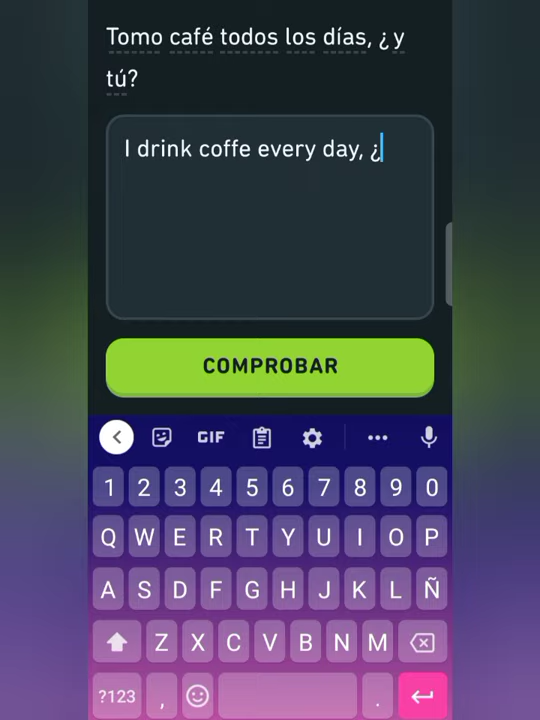 Tomo café todos los días, ¿y
tú?
I drink coffe every day, ¿
COMPROBAR
GIF
1 2 3 4 5 6 7 8 9 0
Q W E R T Y U I O P
A S D F G H J K L Ñ
Z X C V B N M
?123 , .